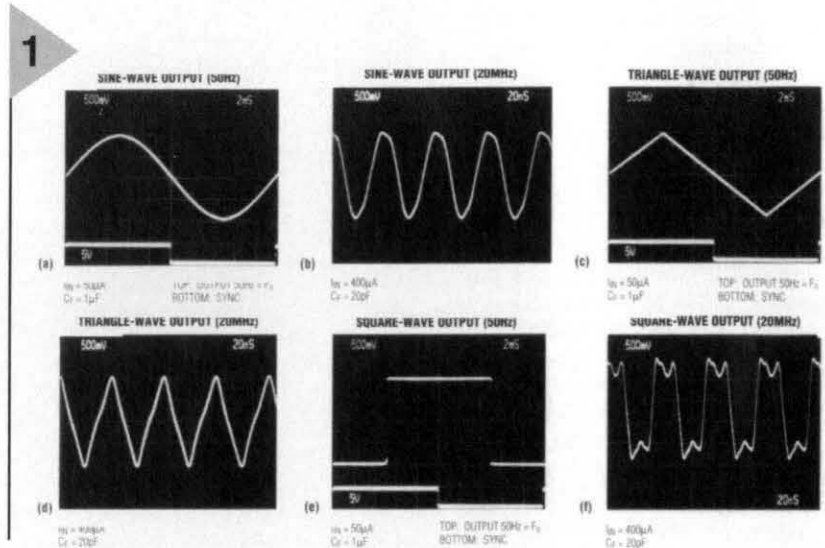 1
SINE-WAVE OUTPUT (50Hz)
500mV 2mS
5V
(a)
I_IN = 50µA TOP: OUTPUT 50Hz = F₀
C_F = 1µF BOTTOM: SYNC
SINE-WAVE OUTPUT (20MHz)
500mV 20nS
(b)
I_IN = 400µA
C_F = 20pF
TRIANGLE-WAVE OUTPUT (50Hz)
500mV 2mS
5V
(c)
I_IN = 50µA TOP: OUTPUT 50Hz = F₀
C_F = 1µF BOTTOM: SYNC
TRIANGLE-WAVE OUTPUT (20MHz)
500mV 20nS
(d)
I_IN = 400µA
C_F = 20pF
SQUARE-WAVE OUTPUT (50Hz)
500mV 2mS
5V
(e)
I_IN = 50µA TOP: OUTPUT 50Hz = F₀
C_F = 1µF BOTTOM: SYNC
SQUARE-WAVE OUTPUT (20MHz)
500mV
20nS
(f)
I_IN = 400µA
C_F = 20pF